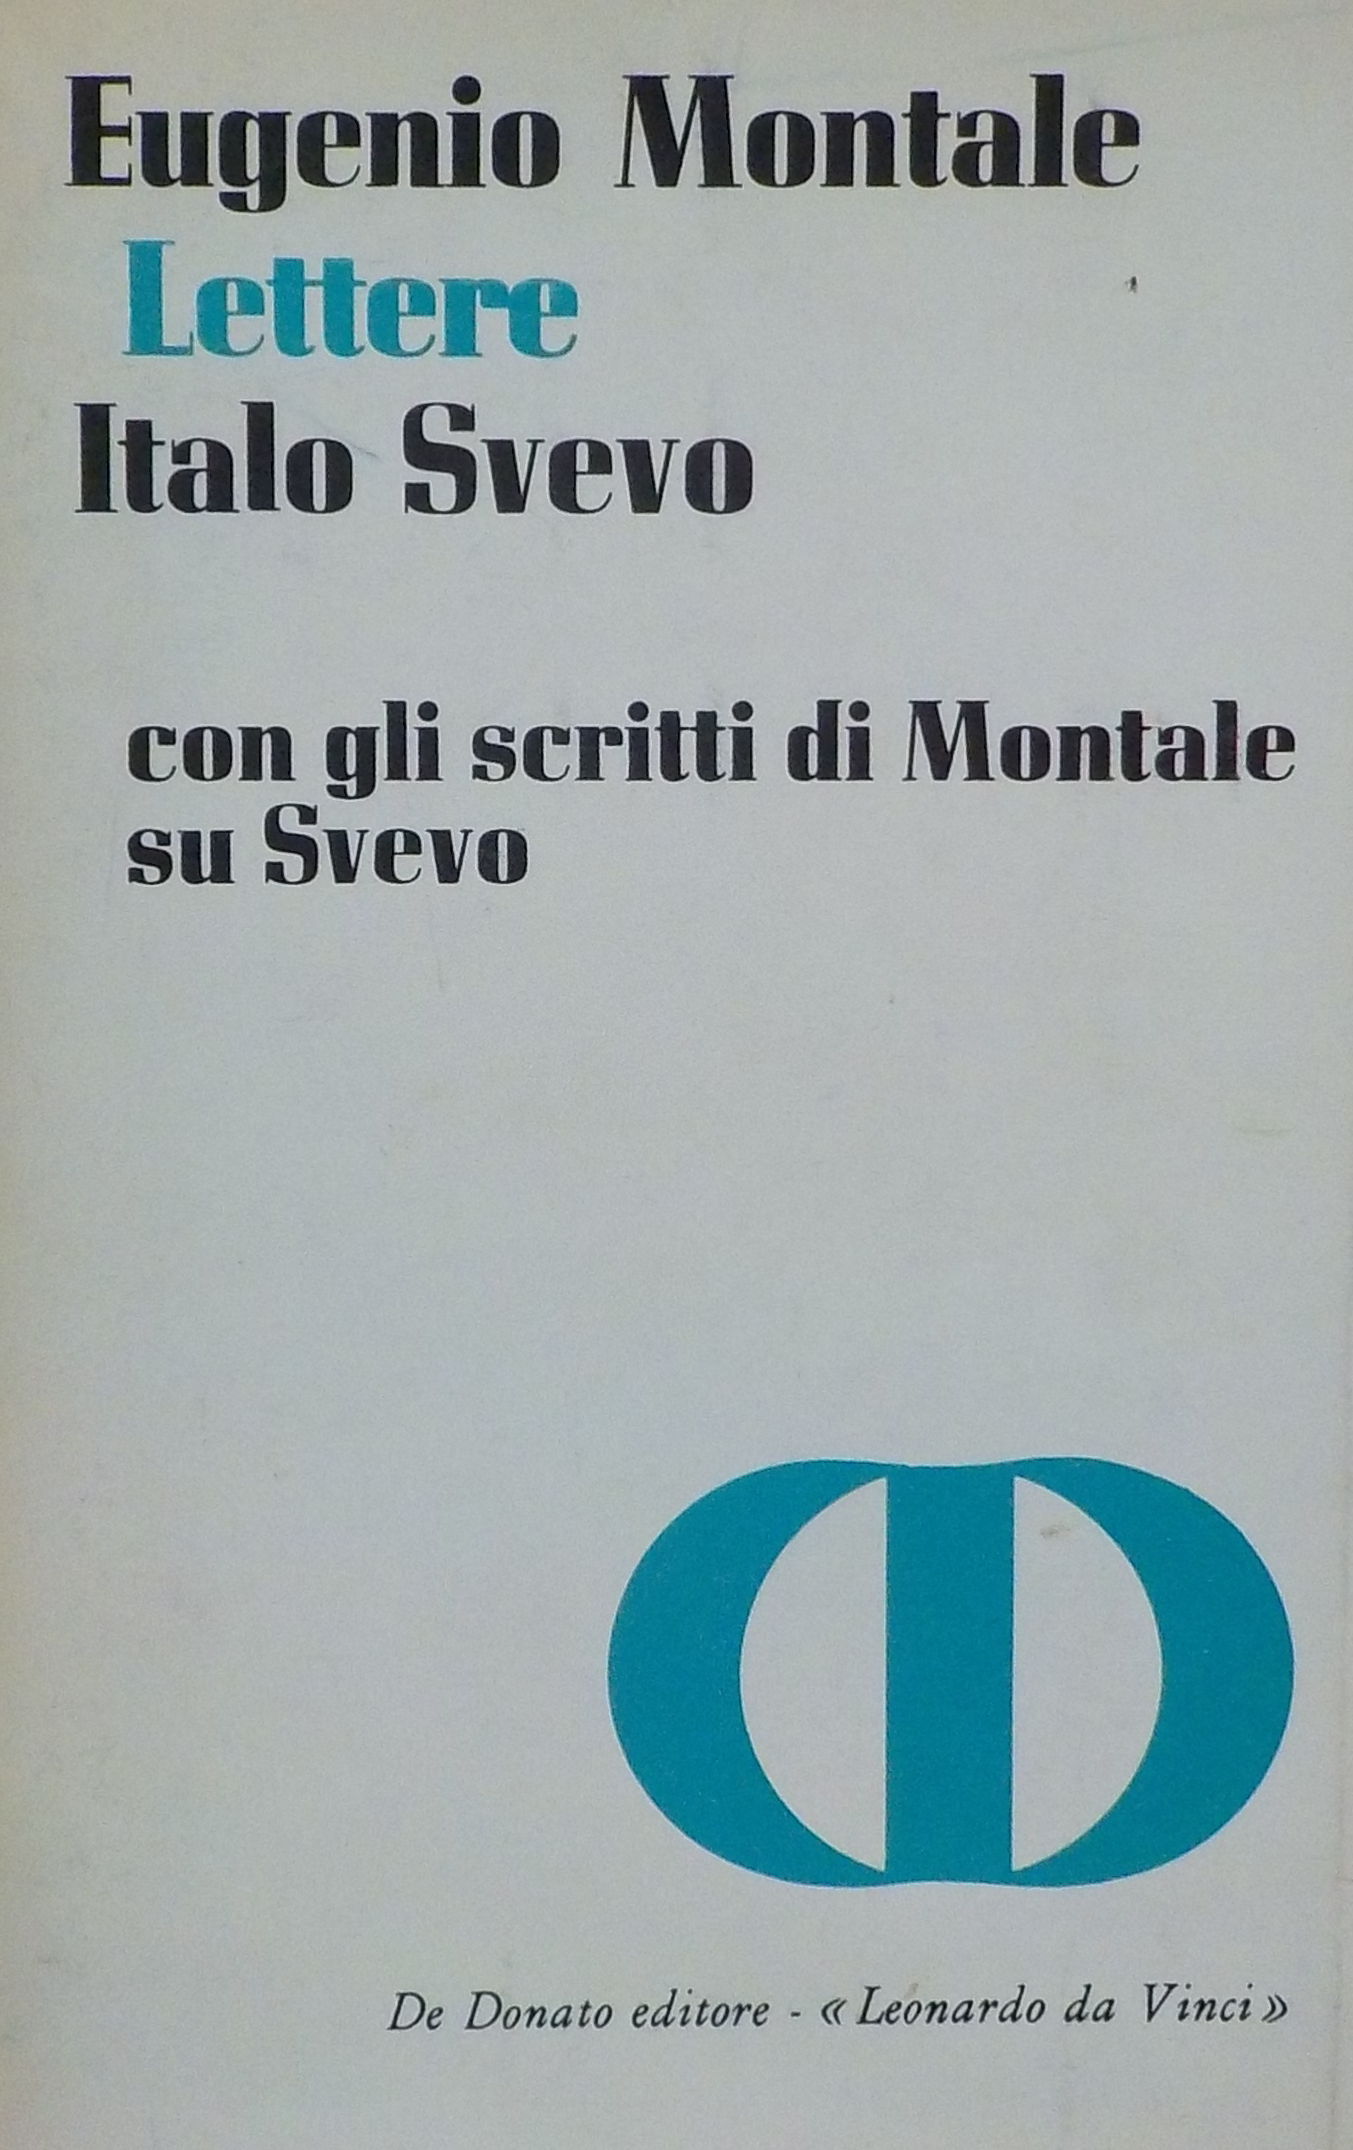 Eugenio Montale
Lettere
Italo Svevo
con gli scritti di Montale
su Svevo
De Donato editore - « Leonardo da Vinci »